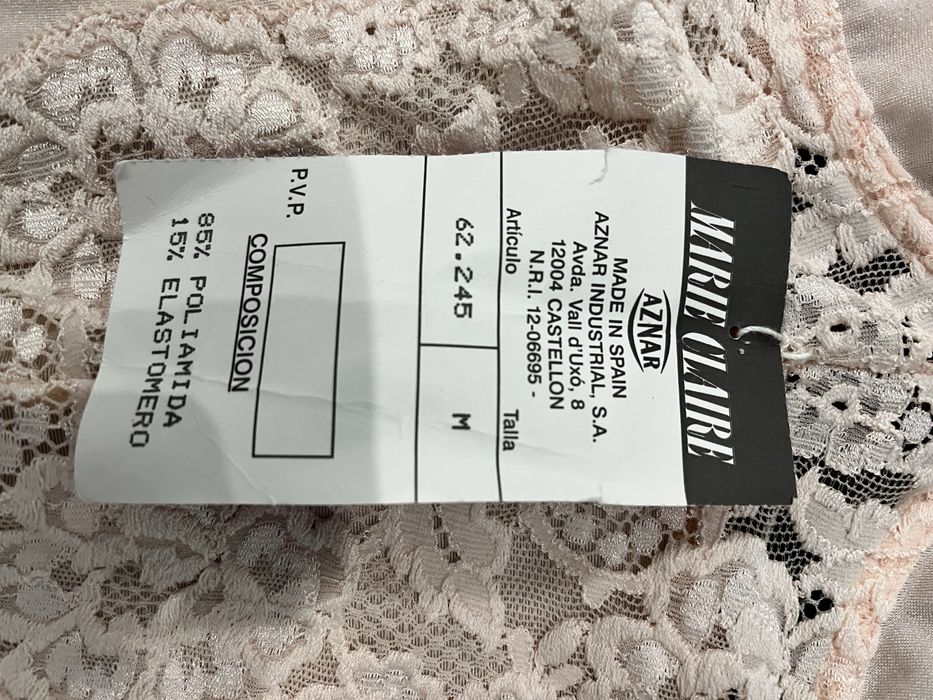 MARIE CLAIRE
AZNAR
MADE IN SPAIN
AZNAR INDUSTRIAL, S.A.
Avda. Vall d'Uxó, 8
12004 CASTELLON
N.R.I. 12-06695 -
Artículo Talla
62.245 M
P.V.P.
COMPOSICION
85% POLIAMIDA
15% ELASTOMERO